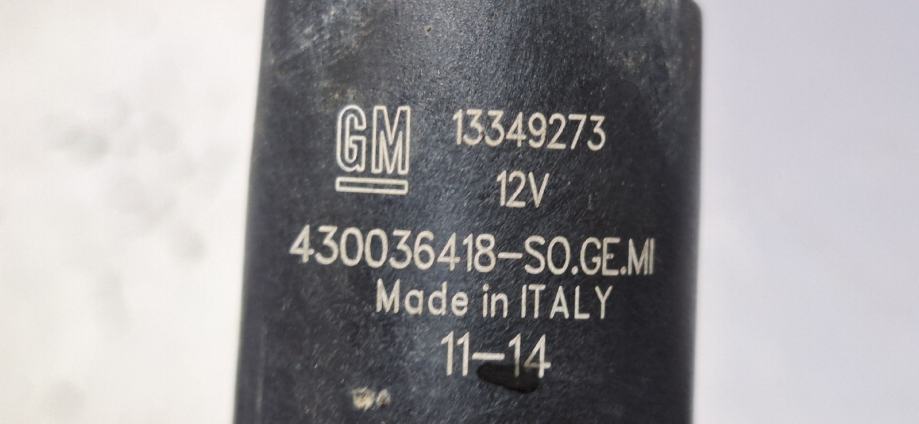 GM 13349273
12V
430036418-SO.GE.MI
Made in ITALY
11-14